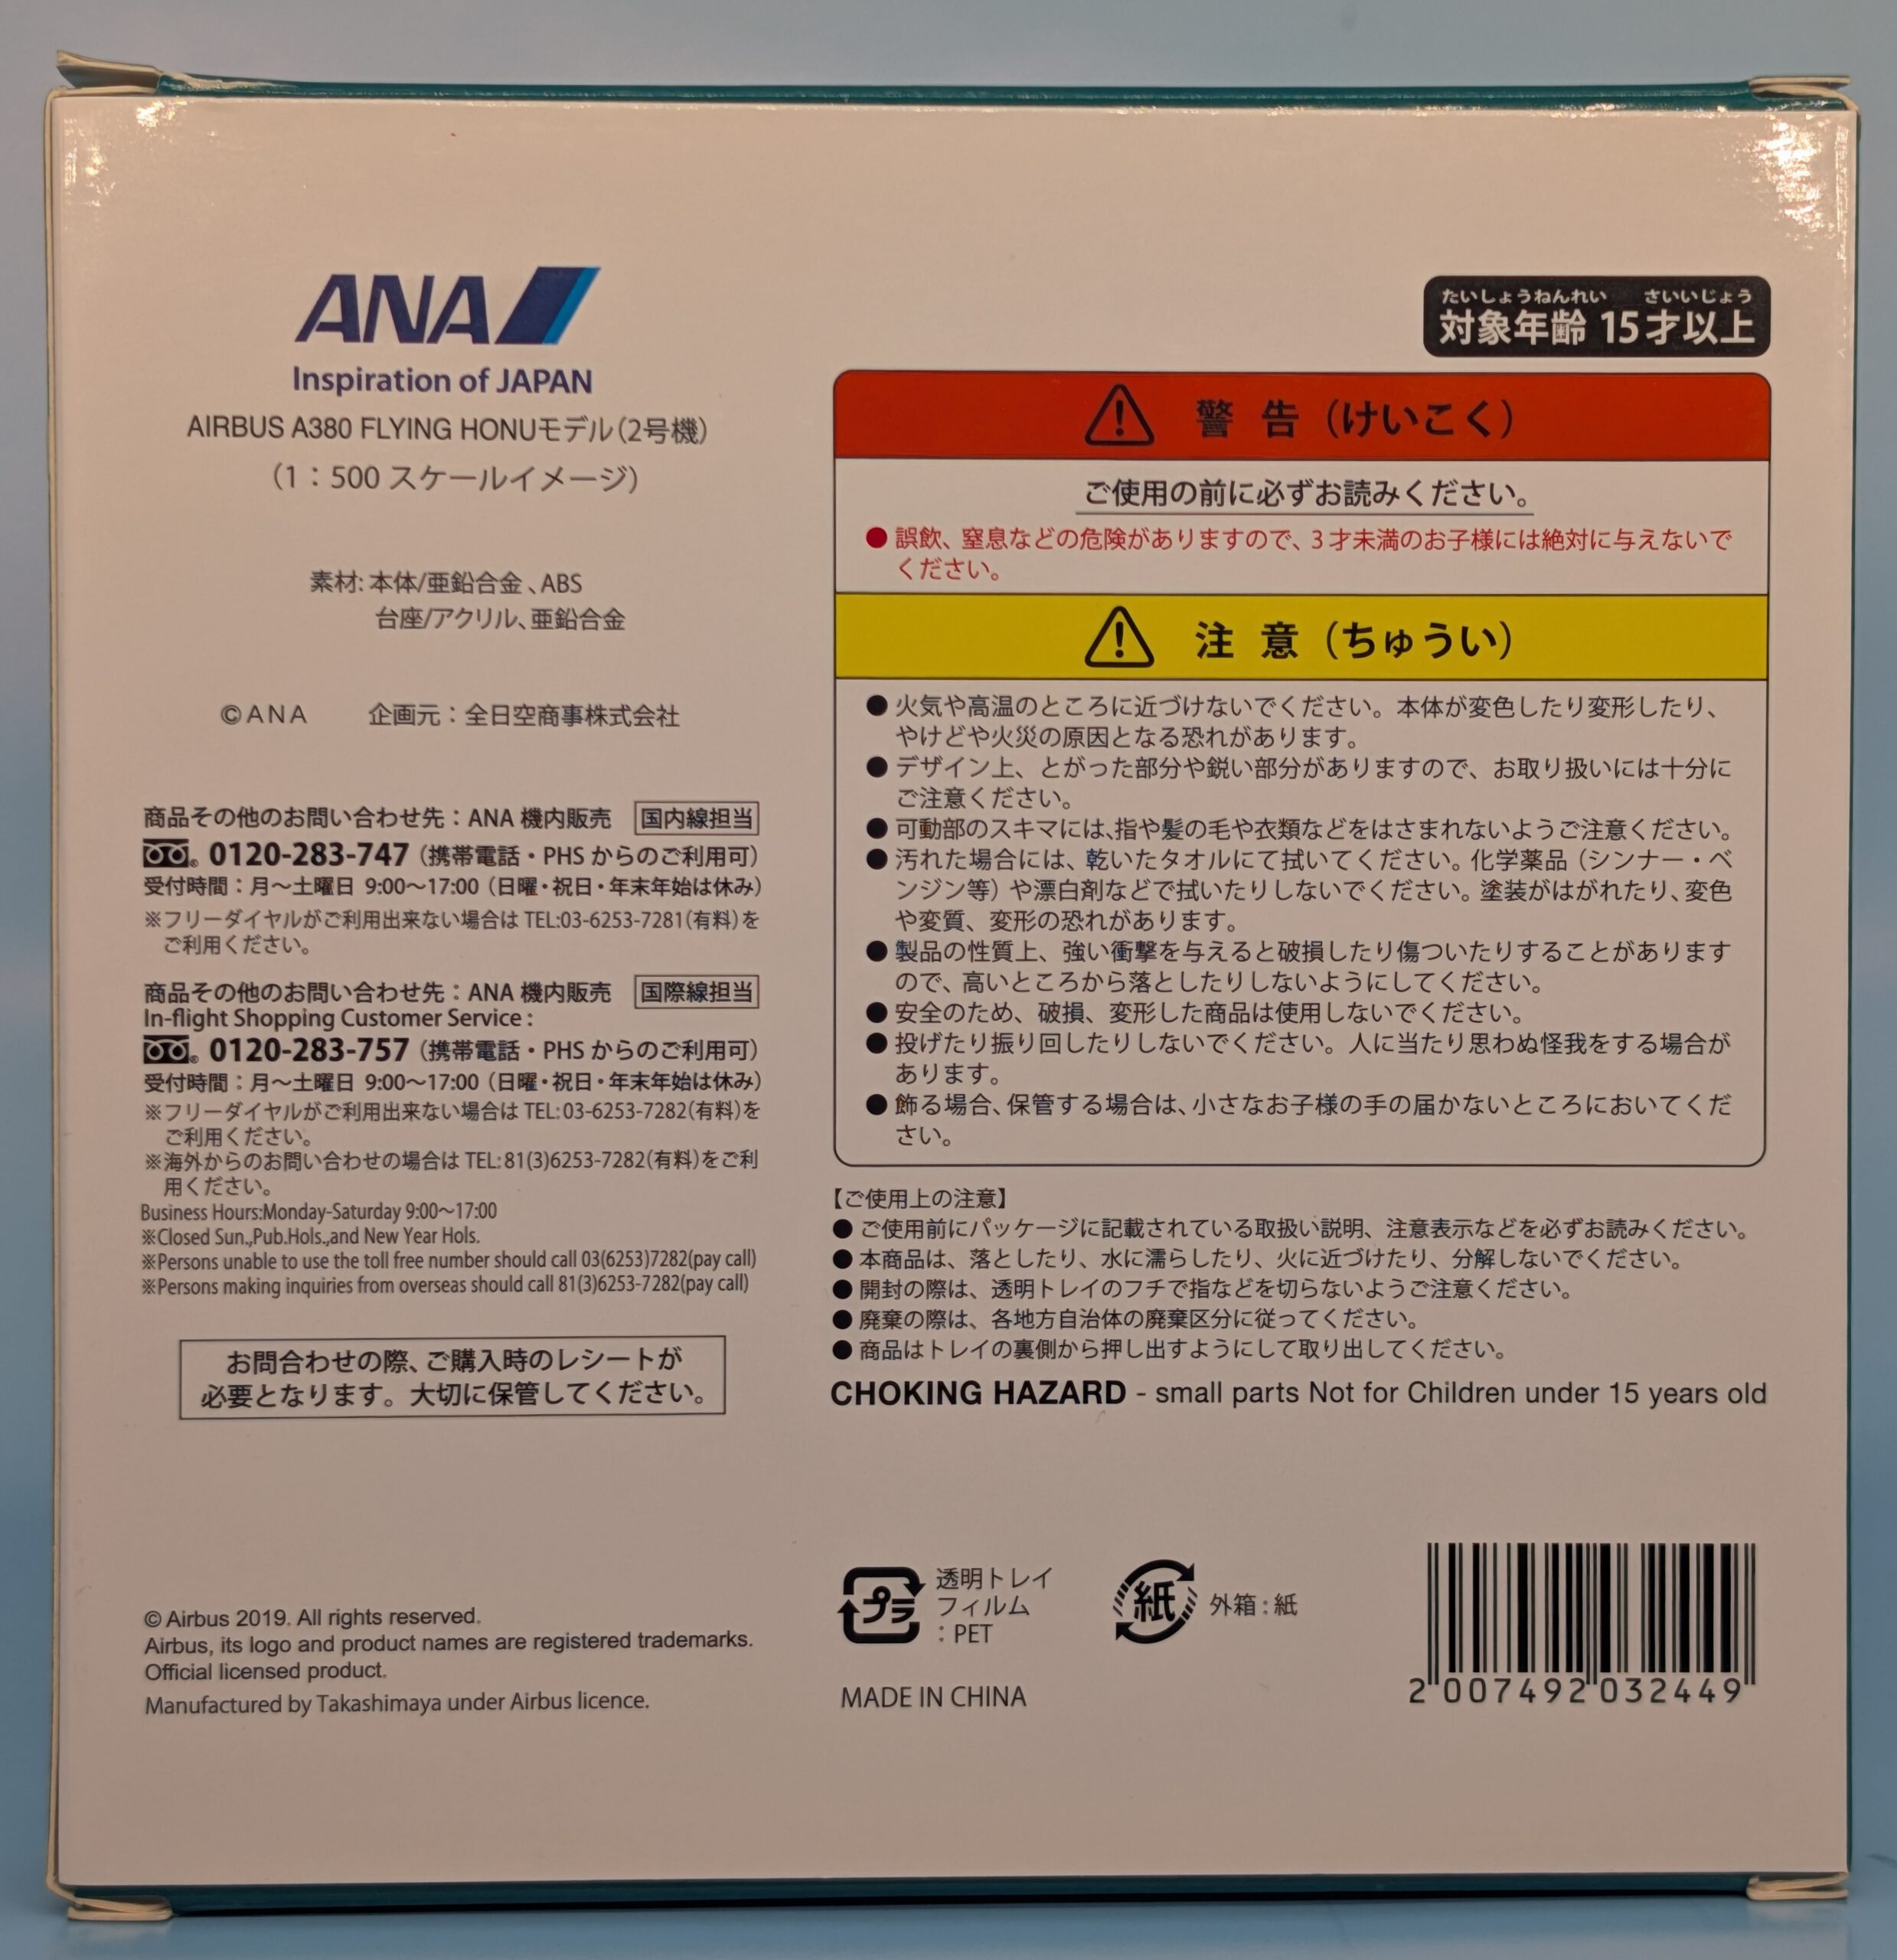 ANA
Inspiration of JAPAN
AIRBUS A380 FLYING HONUモデル(2号機)
(1：500 スケールイメージ)
素材: 本体/亜鉛合金、ABS
台座/アクリル、亜鉛合金
©ANA 企画元：全日空商事株式会社
商品その他のお問い合わせ先：ANA 機内販売 国内線担当
0120-283-747（携帯電話・PHS からのご利用可）
受付時間：月〜土曜日 9:00〜17:00（日曜・祝日・年末年始は休み）
※フリーダイヤルがご利用出来ない場合は TEL:03-6253-7281(有料)を
ご利用ください。
商品その他のお問い合わせ先：ANA 機内販売 国際線担当
In-flight Shopping Customer Service :
0120-283-757（携帯電話・PHS からのご利用可）
受付時間：月〜土曜日 9:00〜17:00（日曜・祝日・年末年始は休み）
※フリーダイヤルがご利用出来ない場合は TEL:03-6253-7282(有料)を
ご利用ください。
※海外からのお問い合わせの場合は TEL:81(3)6253-7282(有料)をご利
用ください。
Business Hours:Monday-Saturday 9:00〜17:00
※Closed Sun.,Pub.Hols.,and New Year Hols.
※Persons unable to use the toll free number should call 03(6253)7282(pay call)
※Persons making inquiries from overseas should call 81(3)6253-7282(pay call)
お問合わせの際、ご購入時のレシートが
必要となります。大切に保管してください。
© Airbus 2019. All rights reserved.
Airbus, its logo and product names are registered trademarks.
Official licensed product.
Manufactured by Takashimaya under Airbus licence.
たいしょうねんれい さいいじょう
対象年齢 15才以上
警 告（けいこく）
ご使用の前に必ずお読みください。
● 誤飲、窒息などの危険がありますので、3才未満のお子様には絶対に与えないで
ください。
注 意（ちゅうい）
● 火気や高温のところに近づけないでください。本体が変色したり変形したり、
やけどや火災の原因となる恐れがあります。
● デザイン上、とがった部分や鋭い部分がありますので、お取り扱いには十分に
ご注意ください。
● 可動部のスキマには、指や髪の毛や衣類などをはさまれないようご注意ください。
● 汚れた場合には、乾いたタオルにて拭いてください。化学薬品（シンナー・ベ
ンジン等）や漂白剤などで拭いたりしないでください。塗装がはがれたり、変色
や変質、変形の恐れがあります。
● 製品の性質上、強い衝撃を与えると破損したり傷ついたりすることがあります
ので、高いところから落としたりしないようにしてください。
● 安全のため、破損、変形した商品は使用しないでください。
● 投げたり振り回したりしないでください。人に当たり思わぬ怪我をする場合が
あります。
● 飾る場合、保管する場合は、小さなお子様の手の届かないところにおいてくだ
さい。
【ご使用上の注意】
● ご使用前にパッケージに記載されている取扱い説明、注意表示などを必ずお読みください。
● 本商品は、落としたり、水に濡らしたり、火に近づけたり、分解しないでください。
● 開封の際は、透明トレイのフチで指などを切らないようご注意ください。
● 廃棄の際は、各地方自治体の廃棄区分に従ってください。
● 商品はトレイの裏側から押し出すようにして取り出してください。
CHOKING HAZARD - small parts Not for Children under 15 years old
プラ
透明トレイ
フィルム
：PET
紙
外箱：紙
MADE IN CHINA
2 007492 032449